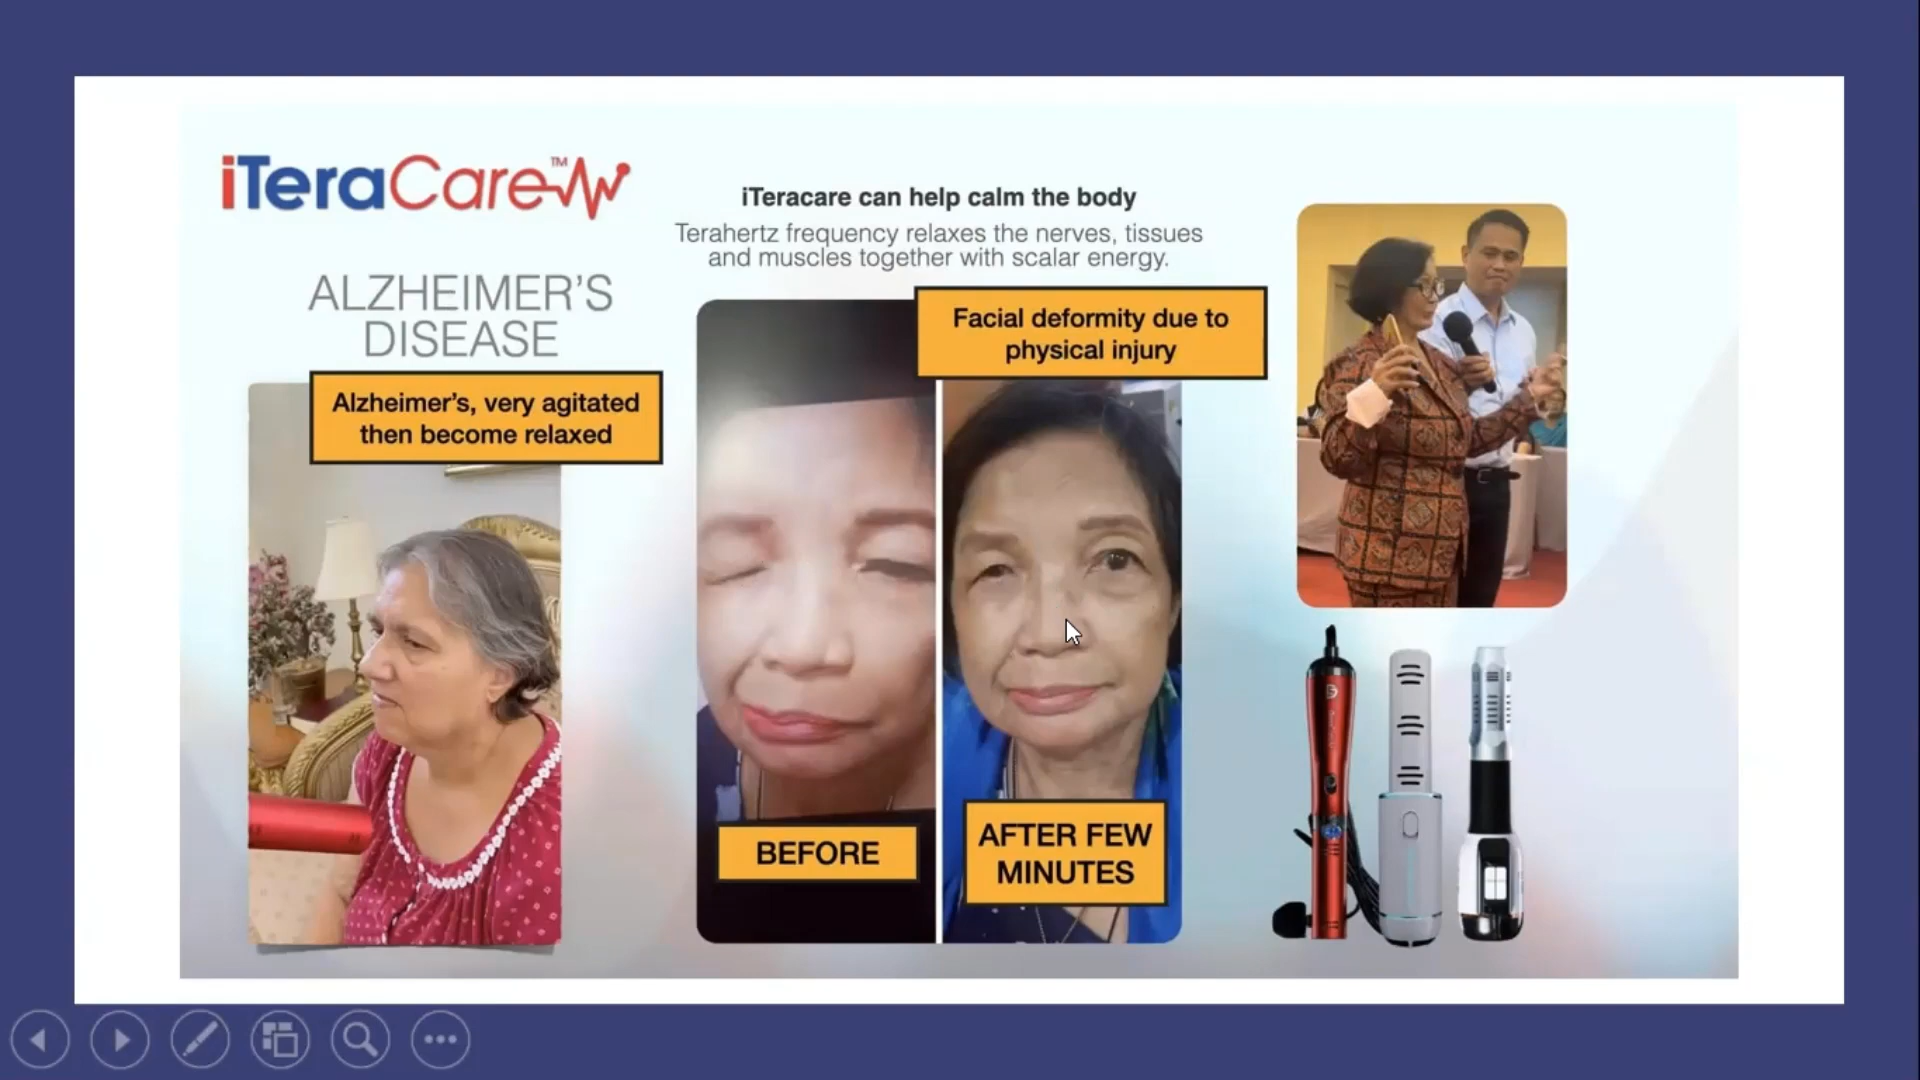 iTeraCare™
ALZHEIMER'S
DISEASE
Alzheimer's, very agitated
then become relaxed
iTeracare can help calm the body
Terahertz frequency relaxes the nerves, tissues
and muscles together with scalar energy.
Facial deformity due to
physical injury
BEFORE
AFTER FEW
MINUTES